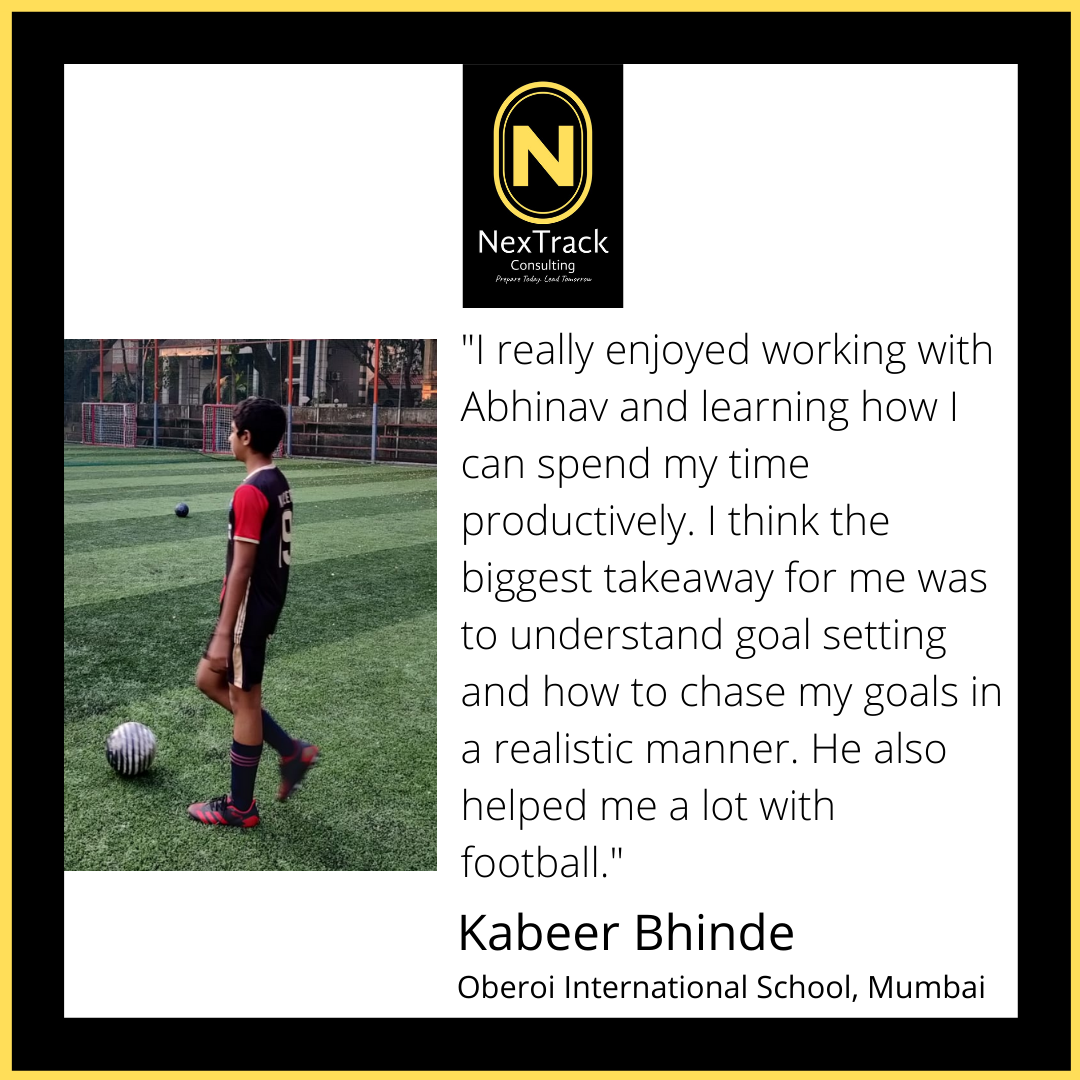 N
NexTrack
Consulting
Prepare Today. Lead Tomorrow
"I really enjoyed working with
Abhinav and learning how I
can spend my time
productively. I think the
biggest takeaway for me was
to understand goal setting
and how to chase my goals in
a realistic manner. He also
helped me a lot with
football."
Kabeer Bhinde
Oberoi International School, Mumbai
9